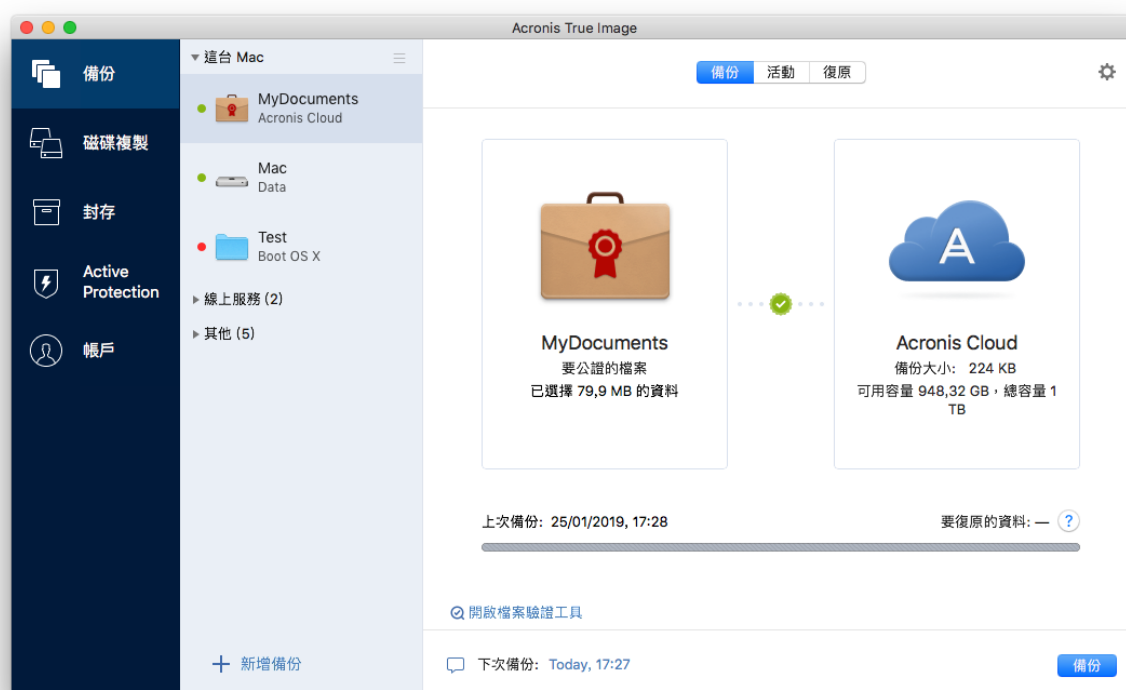 Acronis True Image
備份
磁碟複製
封存
Active
Protection
帳戶
這台 Mac
MyDocuments
Acronis Cloud
Mac
Data
Test
Boot OS X
線上服務 (2)
其他 (5)
新增備份
備份
活動
復原
MyDocuments
要公證的檔案
已選擇 79,9 MB 的資料
Acronis Cloud
備份大小: 224 KB
可用容量 948,32 GB，總容量 1
TB
上次備份: 25/01/2019, 17:28
要復原的資料: — ?
開啟檔案驗證工具
下次備份: Today, 17:27
備份